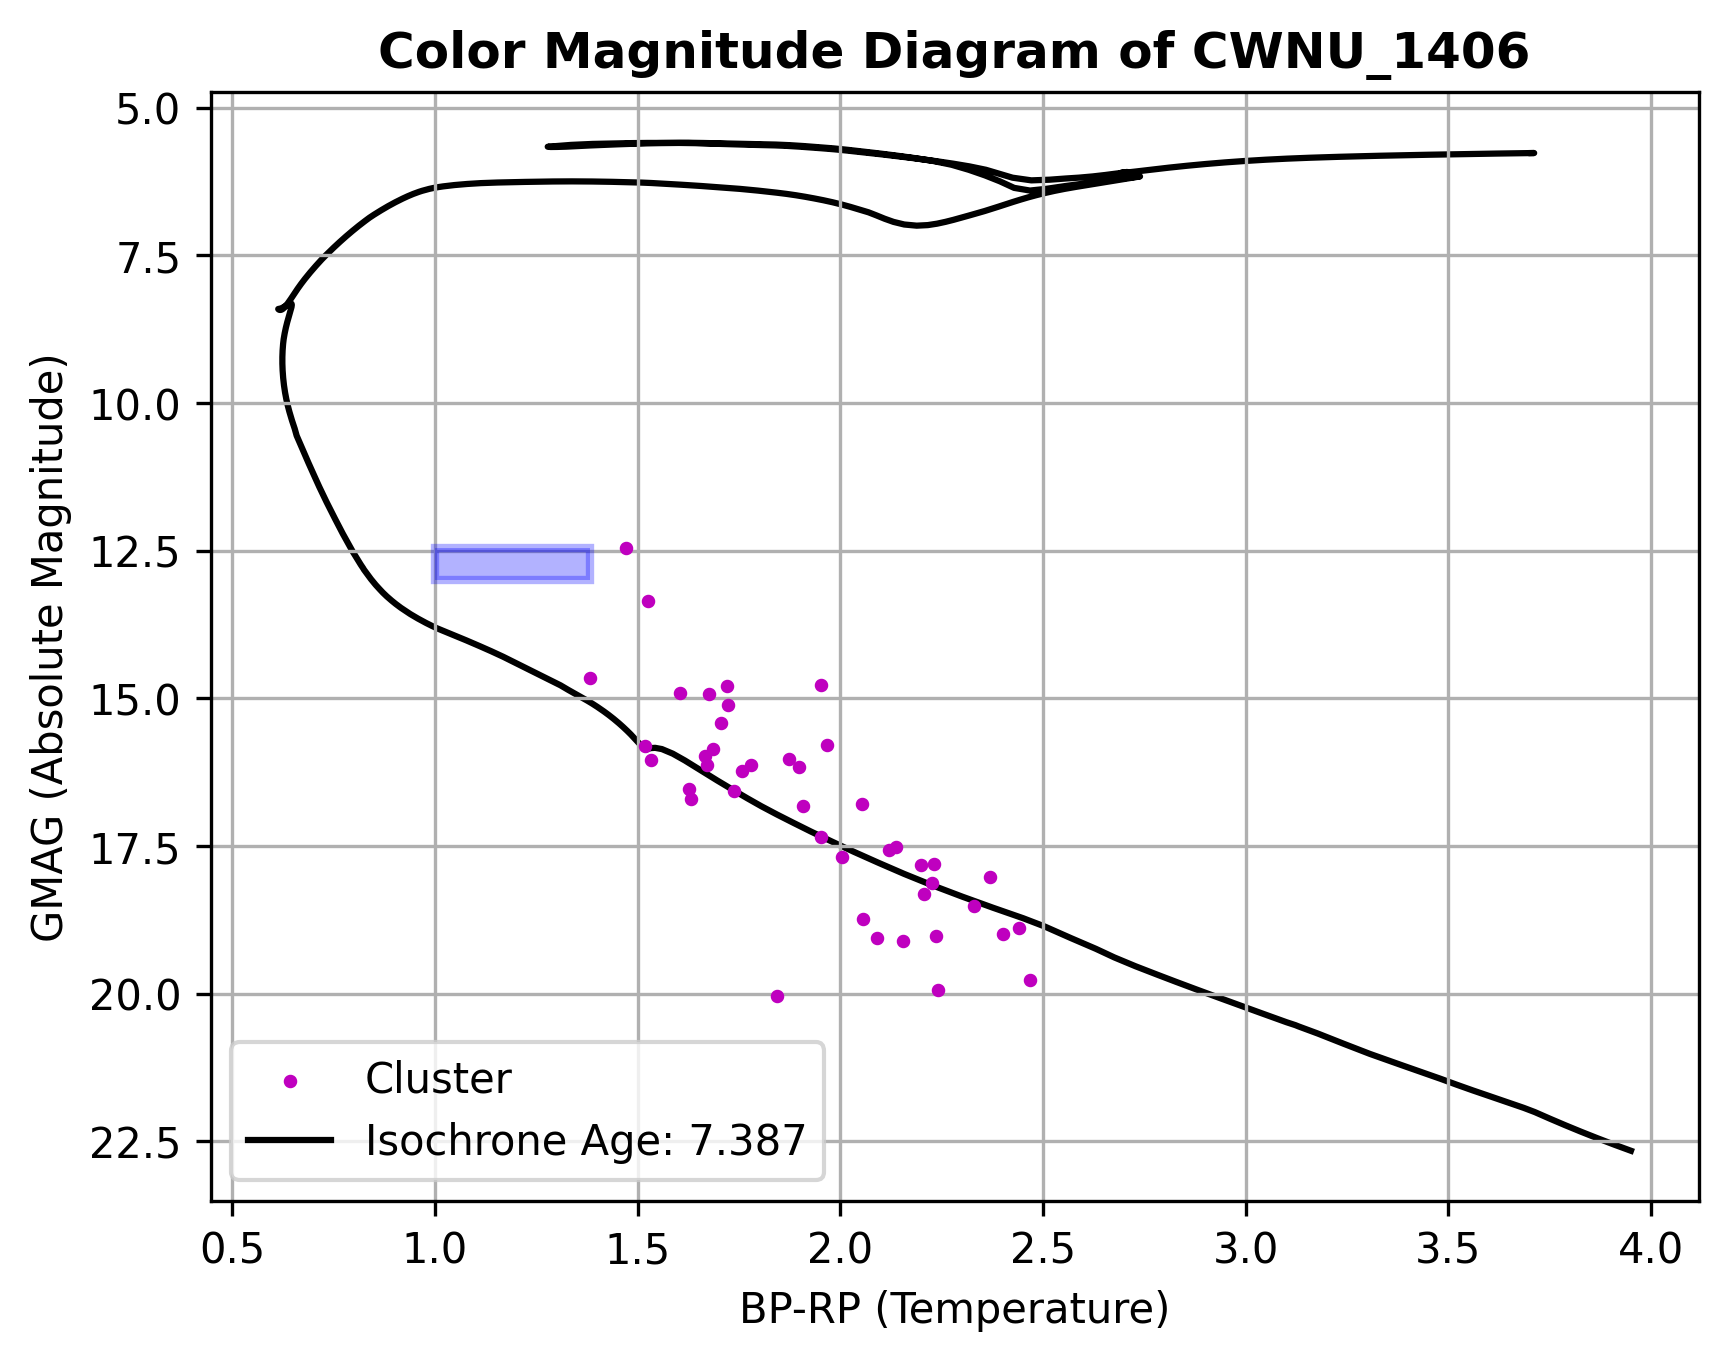 Color Magnitude Diagram of CWNU_1406
GMAG (Absolute Magnitude)
5.0
7.5
10.0
12.5
15.0
17.5
20.0
22.5
Cluster
Isochrone Age: 7.387
0.5 1.0 1.5 2.0 2.5 3.0 3.5 4.0
BP-RP (Temperature)